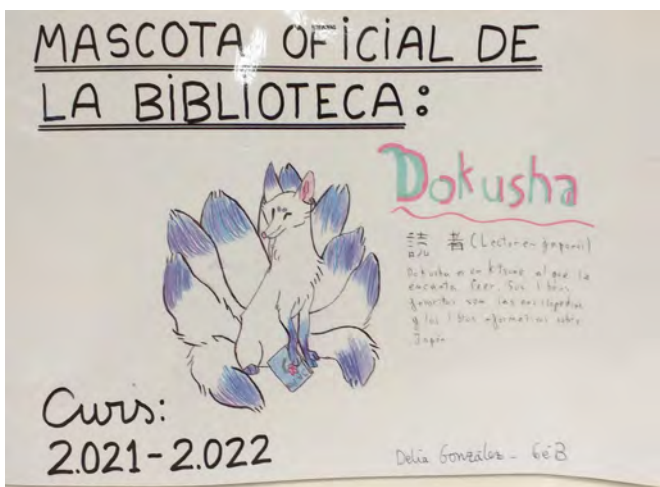 MASCOTA OFICIAL DE
LA BIBLIOTECA:
Dokusha
読者 (Lector en japonés)
Dokusha es un kitsune al que le
encanta leer. Sus libros
favoritos son las enciclopedias
y los libros informativos sobre
Japón
Curs:
2.021-2.022
Delia González - 6è B